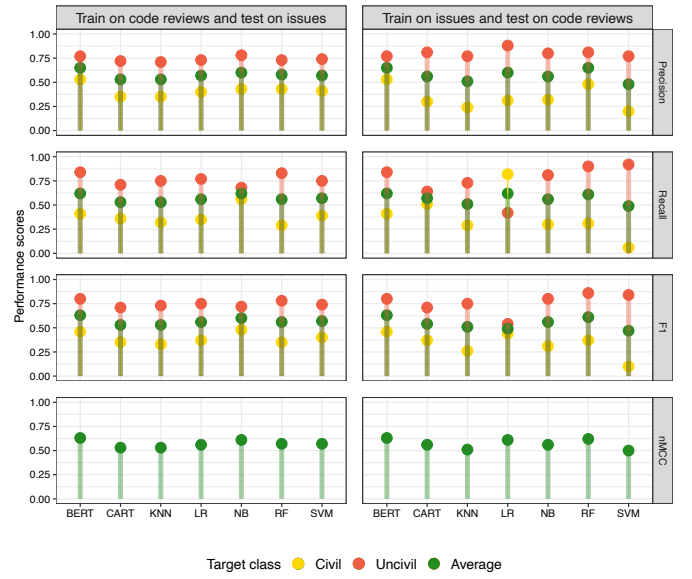 Train on code reviews and test on issues
Train on issues and test on code reviews
Performance scores
1.00
0.75
0.50
0.25
0.00
Precision
1.00
0.75
0.50
0.25
0.00
Recall
1.00
0.75
0.50
0.25
0.00
F1
1.00
0.75
0.50
0.25
0.00
nMCC
BERT CART KNN LR NB RF SVM
BERT CART KNN LR NB RF SVM
Target class Civil Uncivil Average